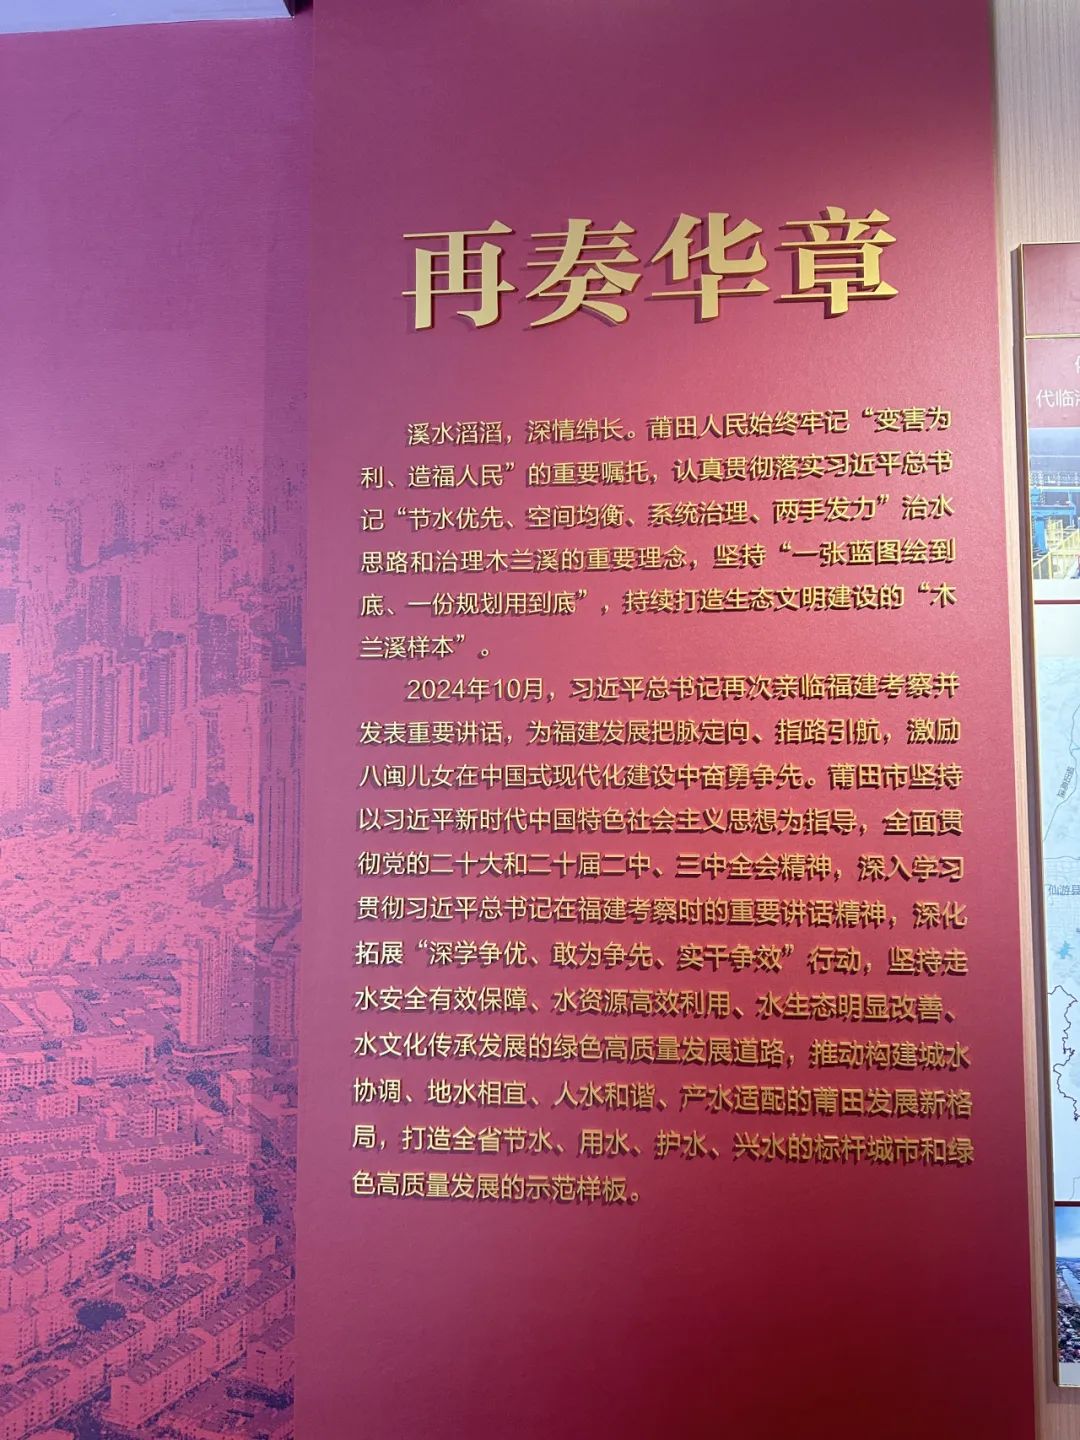 再奏华章
溪水滔滔，深情绵长。莆田人民始终牢记“变害为
利、造福人民”的重要嘱托，认真贯彻落实习近平总书
记“节水优先、空间均衡、系统治理、两手发力”治水
思路和治理木兰溪的重要理念，坚持“一张蓝图绘到
底、一份规划用到底”，持续打造生态文明建设的“木
兰溪样本”。
2024年10月，习近平总书记再次亲临福建考察并
发表重要讲话，为福建发展把脉定向、指路引航，激励
八闽儿女在中国式现代化建设中奋勇争先。莆田市坚持
以习近平新时代中国特色社会主义思想为指导，全面贯
彻党的二十大和二十届二中、三中全会精神，深入学习
贯彻习近平总书记在福建考察时的重要讲话精神，深化
拓展“深学争优、敢为争先、实干争效”行动，坚持走
水安全有效保障、水资源高效利用、水生态明显改善、
水文化传承发展的绿色高质量发展道路，推动构建城水
协调、地水相宜、人水和谐、产水适配的莆田发展新格
局，打造全省节水、用水、护水、兴水的标杆城市和绿
色高质量发展的示范样板。
代临
仙游县